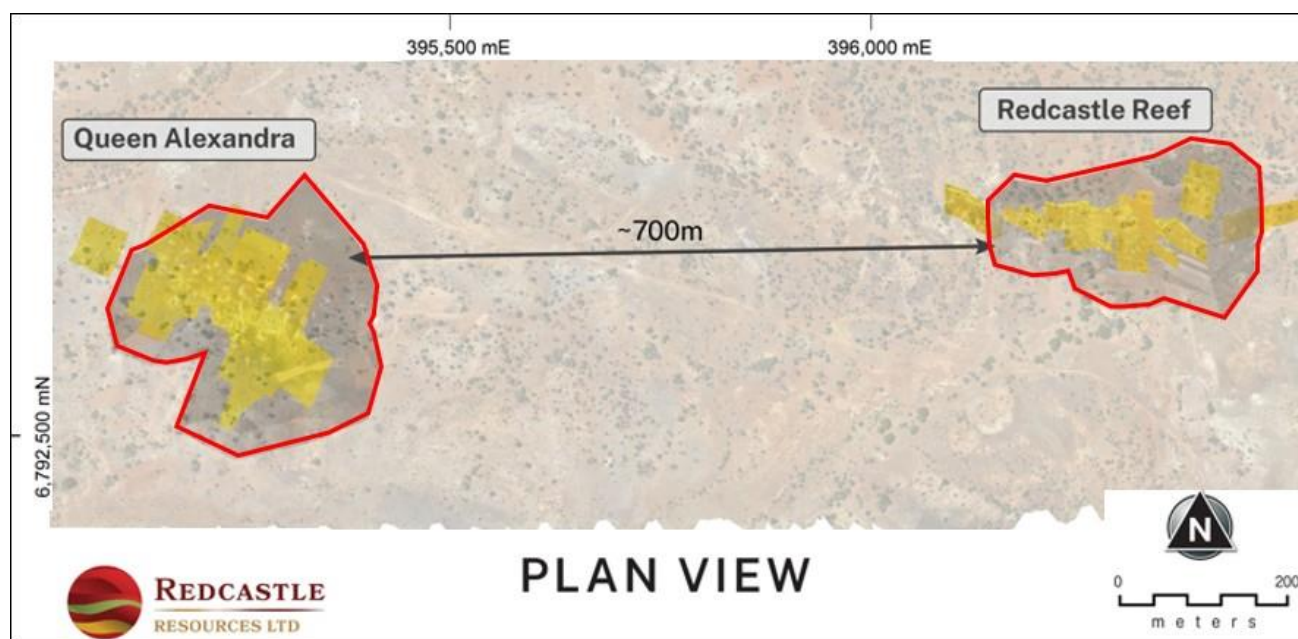 395,500 mE
396,000 mE
Queen Alexandra
Redcastle Reef
~700m
6,792,500 mN
PLAN VIEW
N
0
200
meters
REDCASTLE
RESOURCES LTD